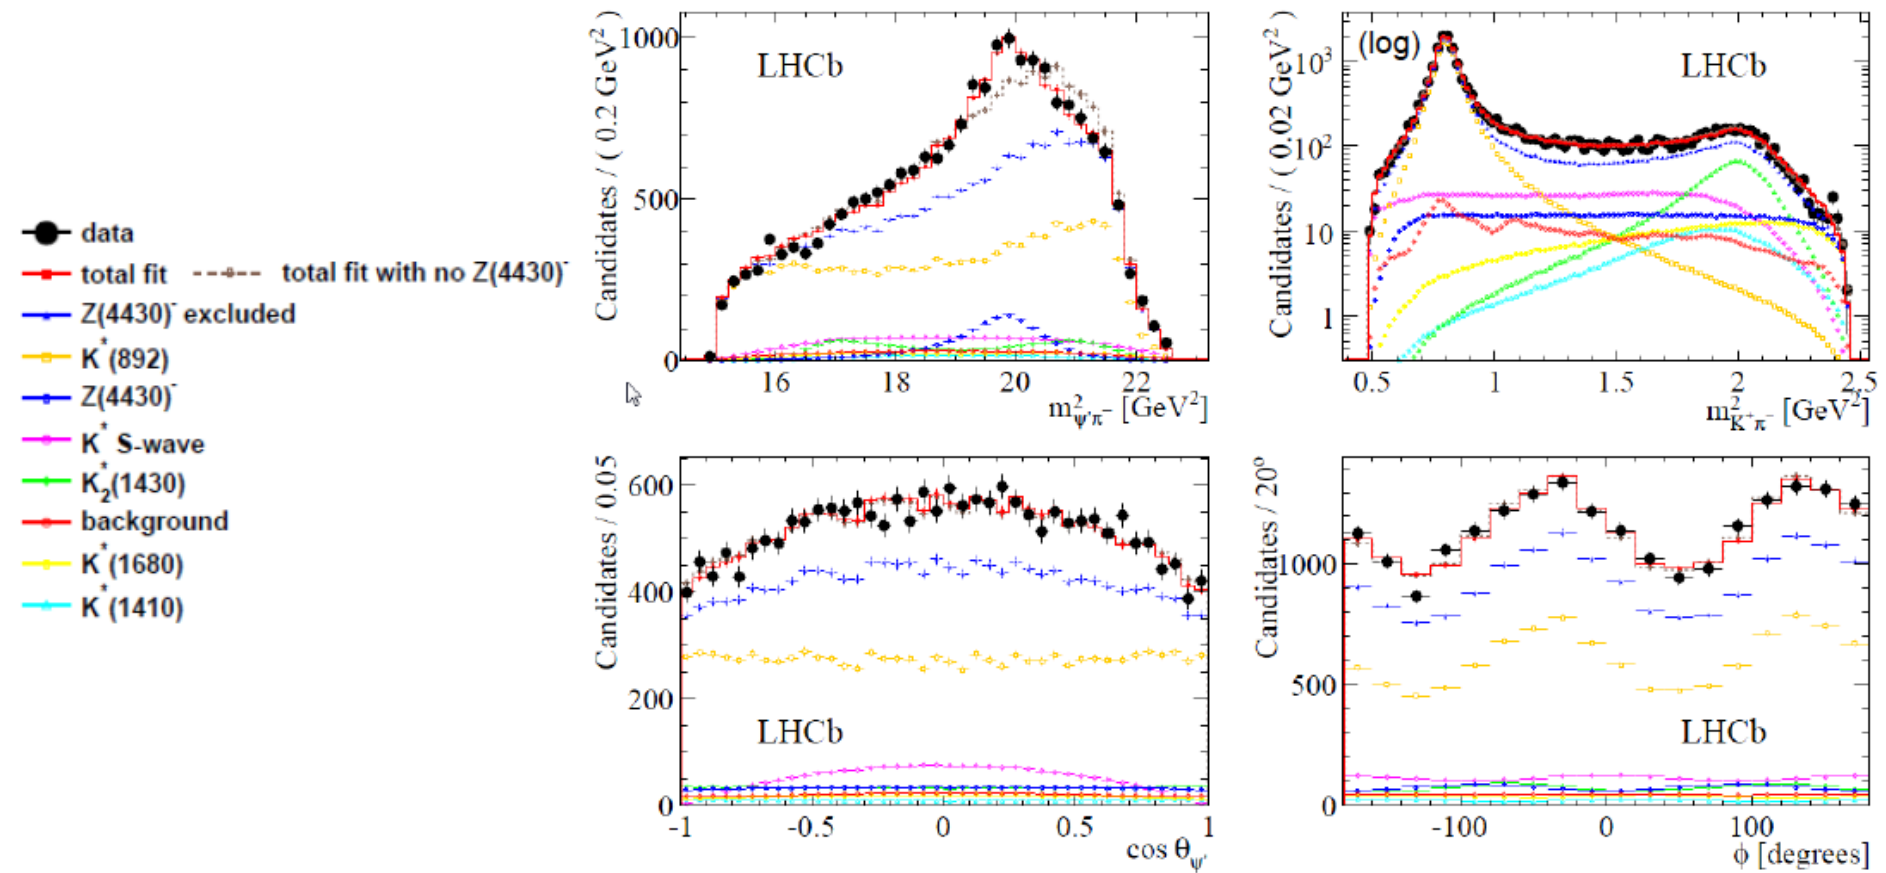 data
total fit
total fit with no Z(4430)⁻
Z(4430)⁻ excluded
K*(892)
Z(4430)⁻
K* S-wave
K₂*(1430)
background
K*(1680)
K*(1410)
Candidates / ( 0.2 GeV² )
LHCb
1000
500
0
16 18 20 22
m²ψ'π⁻ [GeV²]
Candidates / ( 0.02 GeV² )
(log)
LHCb
10³
10²
10
1
0.5 1 1.5 2 2.5
m²K⁺π⁻ [GeV²]
Candidates / 0.05
600
400
200
0
LHCb
-1 -0.5 0 0.5 1
cos θψ'
Candidates / 20°
1000
500
0
LHCb
-100 0 100
ϕ [degrees]